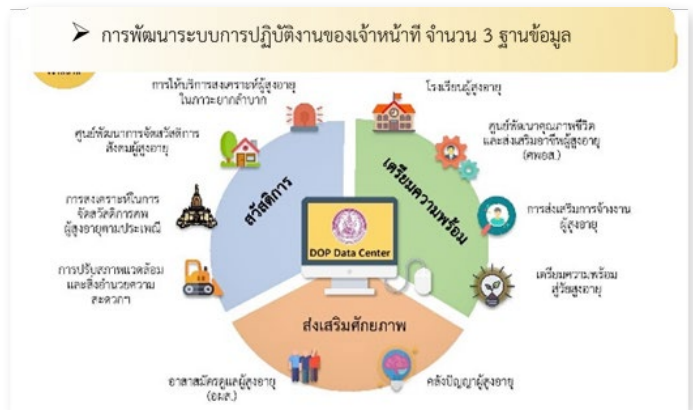 ➤ การพัฒนาระบบการปฏิบัติงานของเจ้าหน้าที่ จำนวน 3 ฐานข้อมูล
การให้บริการสงเคราะห์ผู้สูงอายุ
ในภาวะยากลำบาก
ศูนย์พัฒนาการจัดสวัสดิการ
สังคมผู้สูงอายุ
การสงเคราะห์ในการ
จัดสวัสดิการศพ
ผู้สูงอายุตามประเพณี
การปรับสภาพแวดล้อม
และสิ่งอำนวยความ
สะดวกฯ
สวัสดิการ
โรงเรียนผู้สูงอายุ
ศูนย์พัฒนาคุณภาพชีวิต
และส่งเสริมอาชีพผู้สูงอายุ
(ศพอส.)
การส่งเสริมการจ้างงาน
ผู้สูงอายุ
เตรียมความพร้อม
สู่วัยสูงอายุ
เตรียมความพร้อม
DOP Data Center
ส่งเสริมศักยภาพ
อาสาสมัครดูแลผู้สูงอายุ
(อผส.)
คลังปัญญาผู้สูงอายุ